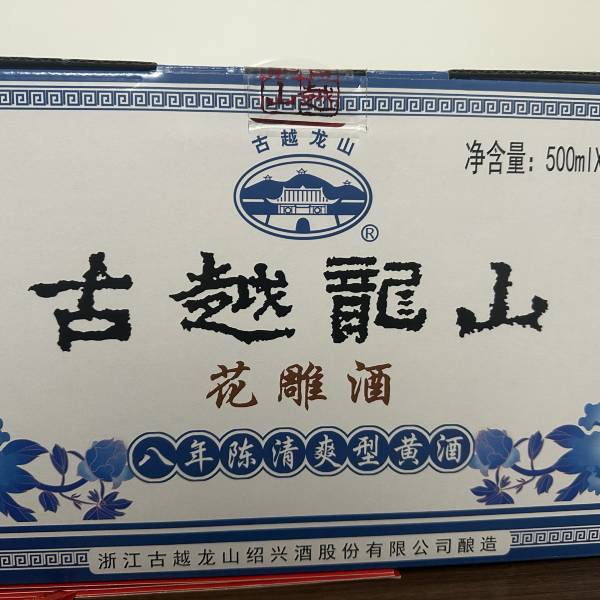 古越龙山
净含量：500ml
®
古越龍山
花雕酒
八年陈清爽型黄酒
浙江古越龙山绍兴酒股份有限公司酿造